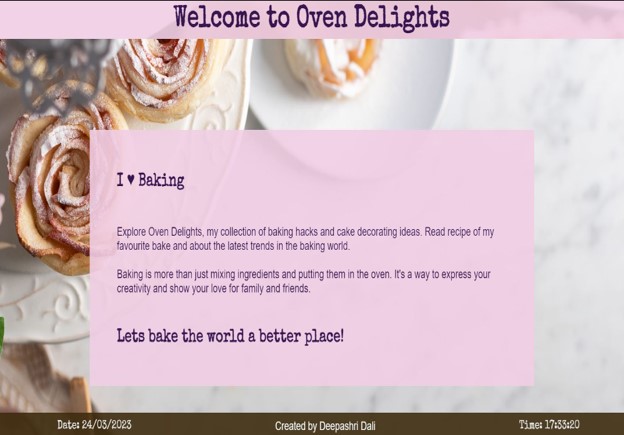 Welcome to Oven Delights
I ♥ Baking
Explore Oven Delights, my collection of baking hacks and cake decorating ideas. Read recipe of my
favourite bake and about the latest trends in the baking world.
Baking is more than just mixing ingredients and putting them in the oven. It's a way to express your
creativity and show your love for family and friends.
Lets bake the world a better place!
Date: 24/03/2023
Created by Deepashri Dali
Time: 17:33:20